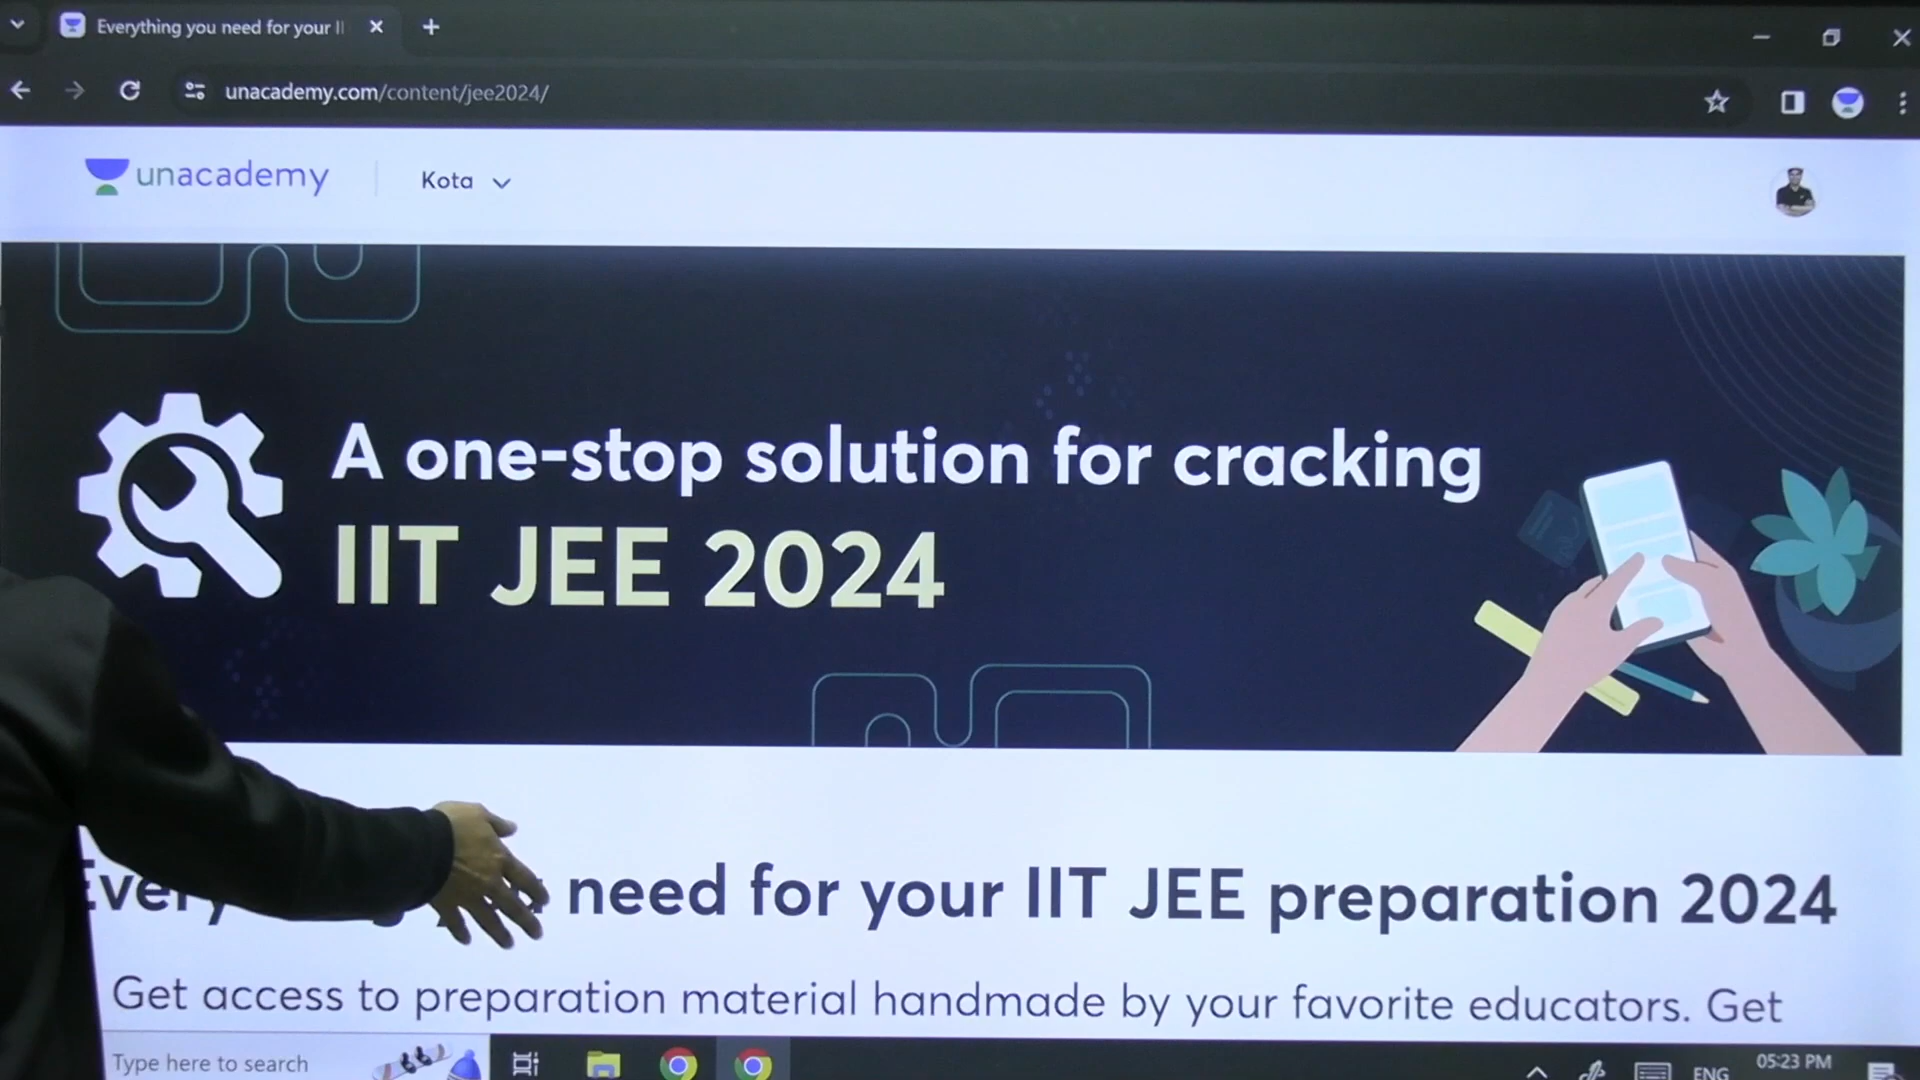 Everything you need for your II
unacademy.com/content/jee2024/
unacademy
Kota
A one-stop solution for cracking
IIT JEE 2024
need for your IIT JEE preparation 2024
Get access to preparation material handmade by your favorite educators. Get
Type here to search
ENG
05:23 PM